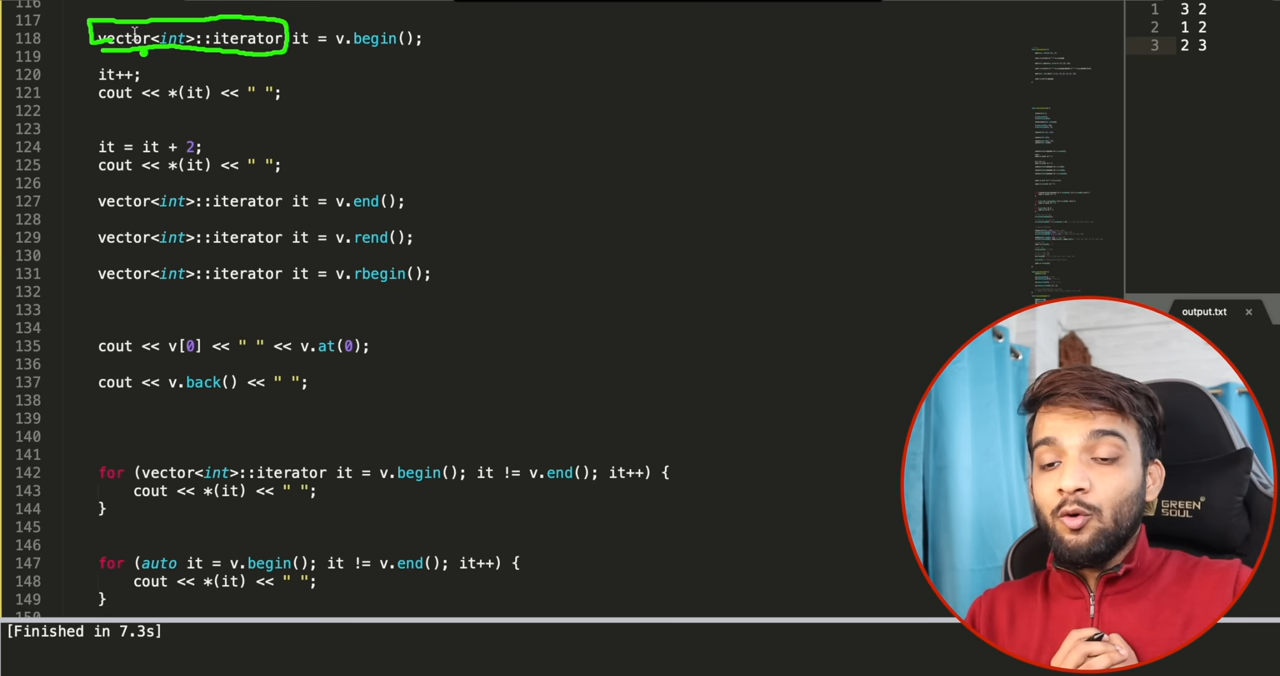 116
117
118 vector<int>::iterator it = v.begin();
119
120 it++;
121 cout << *(it) << " ";
122
123
124 it = it + 2;
125 cout << *(it) << " ";
126
127 vector<int>::iterator it = v.end();
128
129 vector<int>::iterator it = v.rend();
130
131 vector<int>::iterator it = v.rbegin();
132
133
134
135 cout << v[0] << " " << v.at(0);
136
137 cout << v.back() << " ";
138
139
140
141
142 for (vector<int>::iterator it = v.begin(); it != v.end(); it++) {
143 cout << *(it) << " ";
144 }
145
146
147 for (auto it = v.begin(); it != v.end(); it++) {
148 cout << *(it) << " ";
149 }
150
[Finished in 7.3s]
1 3 2
2 1 2
3 2 3
output.txt ×
GREEN
SOUL